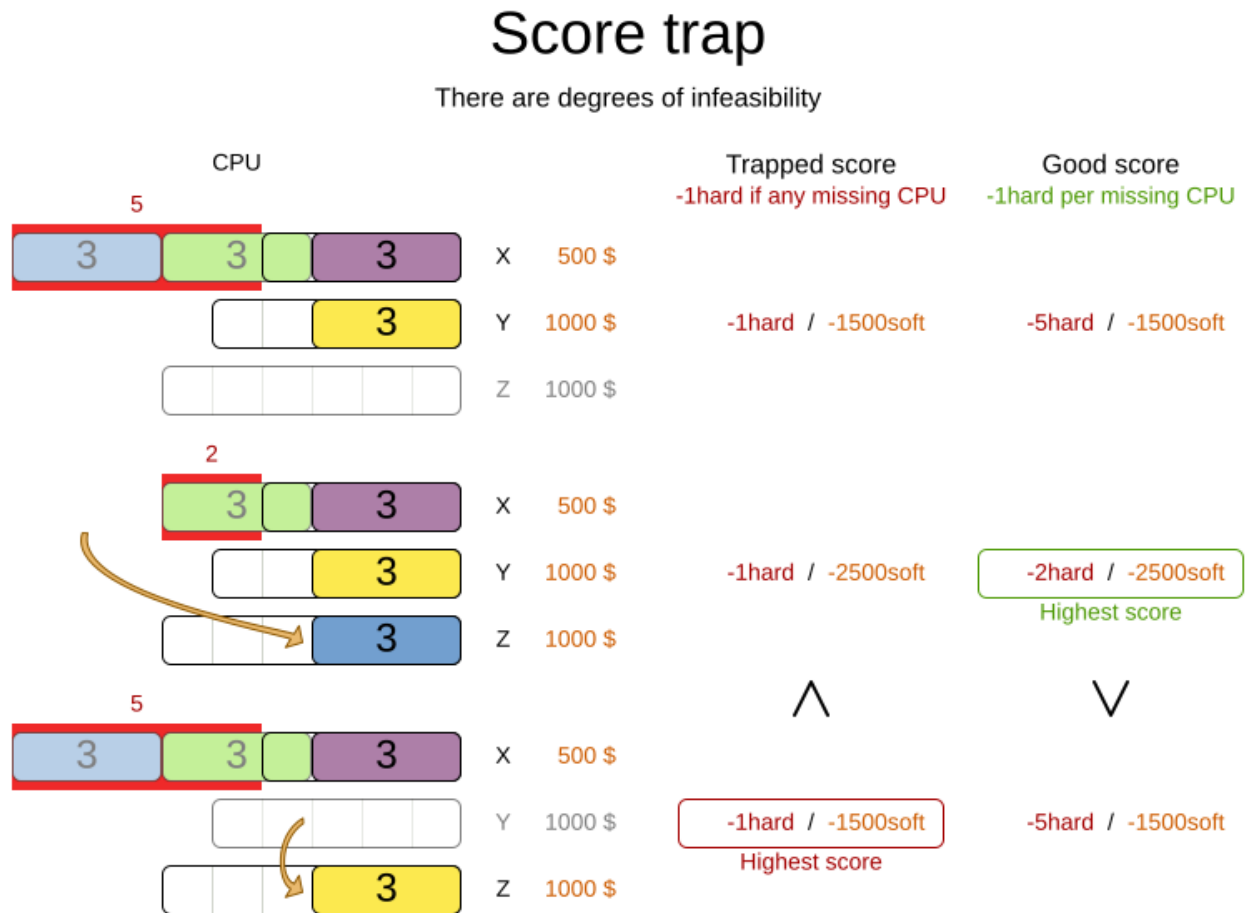 Score trap
There are degrees of infeasibility
CPU
Trapped score
Good score
-1hard if any missing CPU
-1hard per missing CPU
5
3 3 3 X 500 $
3 Y 1000 $ -1hard / -1500soft -5hard / -1500soft
Z 1000 $
2
3 3 X 500 $
3 Y 1000 $ -1hard / -2500soft -2hard / -2500soft
Highest score
3 Z 1000 $
5
3 3 3 X 500 $
Y 1000 $ -1hard / -1500soft -5hard / -1500soft
Highest score
3 Z 1000 $